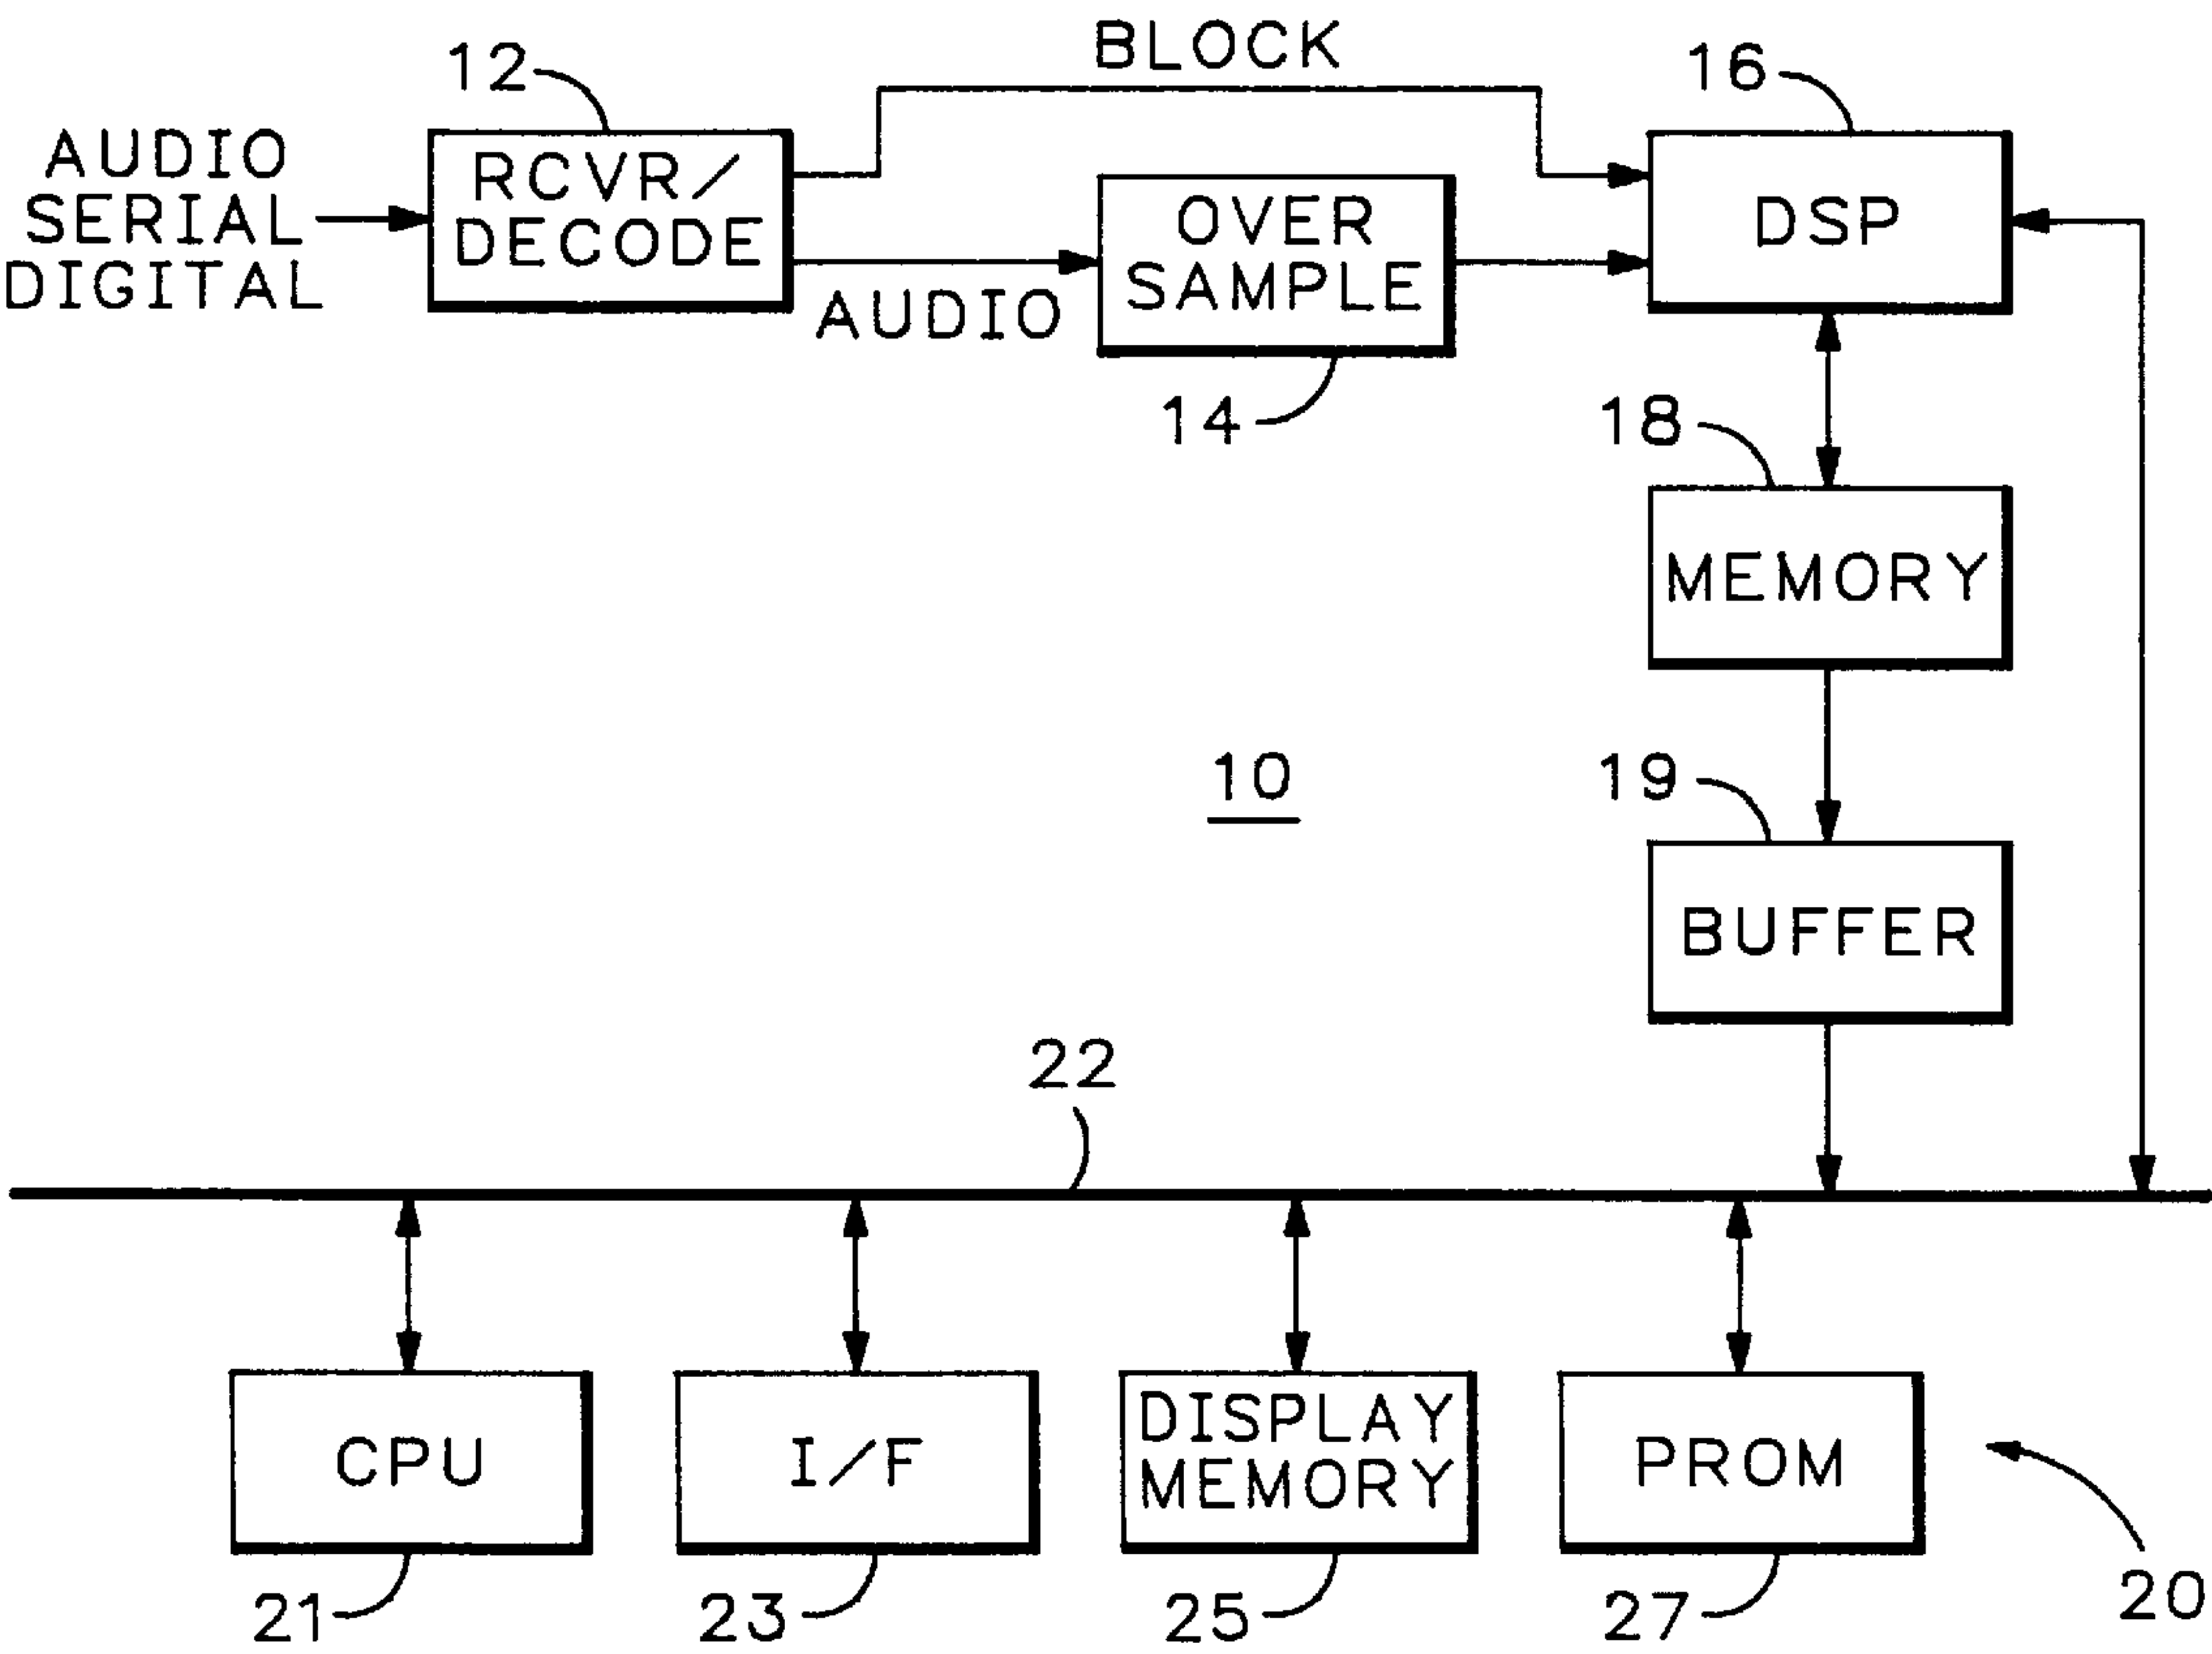 BLOCK
12
16
AUDIO
SERIAL
DIGITAL
RCVR/
DECODE
OVER
SAMPLE
DSP
AUDIO
14
18
MEMORY
10
19
BUFFER
22
CPU
I/F
DISPLAY
MEMORY
PROM
21
23
25
27
20